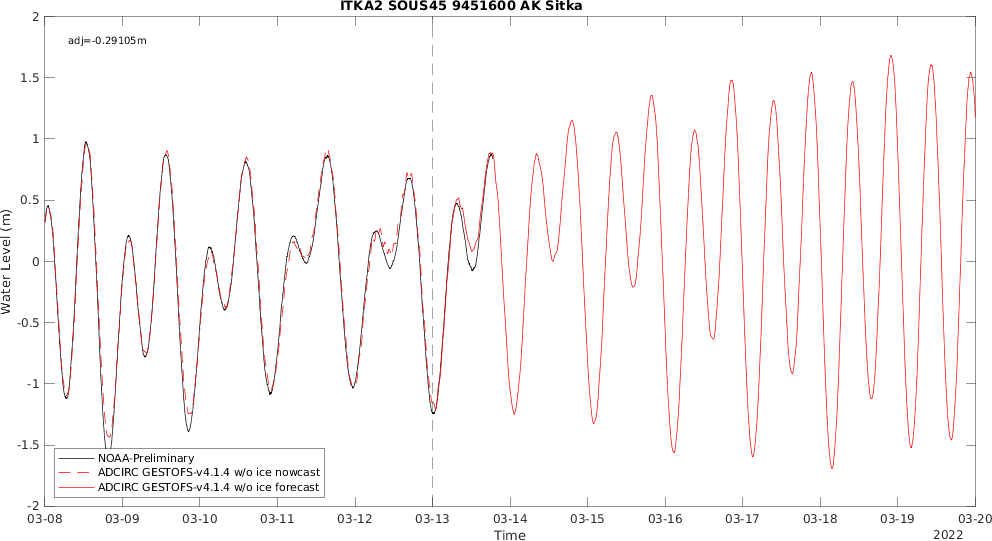 ITKA2 SOUS45 9451600 AK Sitka
adj=-0.29105m
2
1.5
1
0.5
0
-0.5
-1
-1.5
-2
Water Level (m)
NOAA-Preliminary
ADCIRC GESTOFS-v4.1.4 w/o ice nowcast
ADCIRC GESTOFS-v4.1.4 w/o ice forecast
03-08 03-09 03-10 03-11 03-12 03-13 03-14 03-15 03-16 03-17 03-18 03-19 03-20
Time
2022